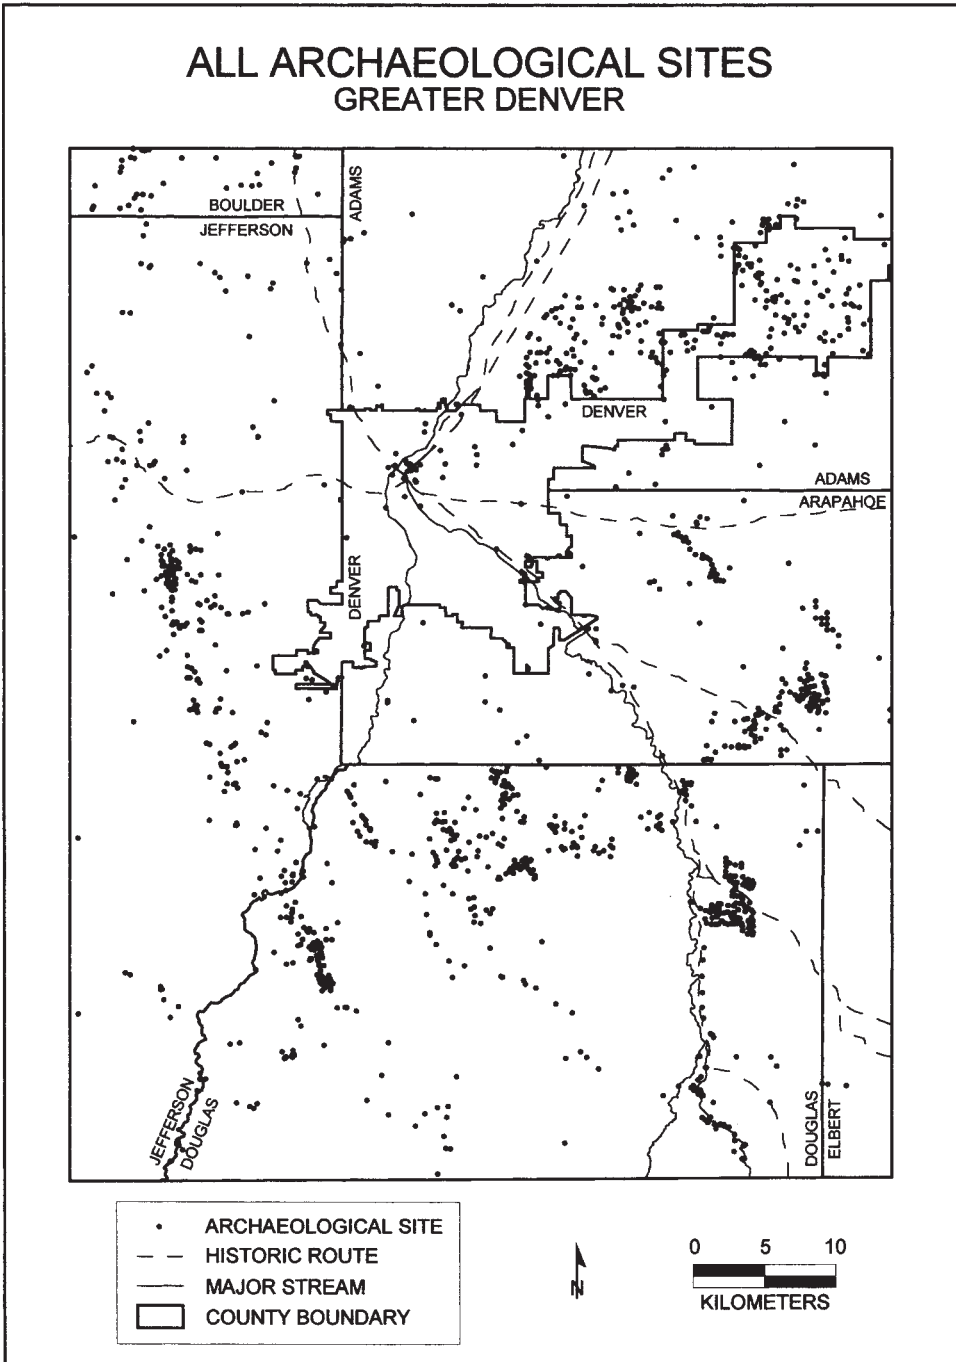 ALL ARCHAEOLOGICAL SITES
GREATER DENVER
ADAMS
BOULDER
JEFFERSON
DENVER
ADAMS
ARAPAHOE
DENVER
JEFFERSON
DOUGLAS
DOUGLAS
ELBERT
ARCHAEOLOGICAL SITE
HISTORIC ROUTE
MAJOR STREAM
COUNTY BOUNDARY
N
0 5 10
KILOMETERS